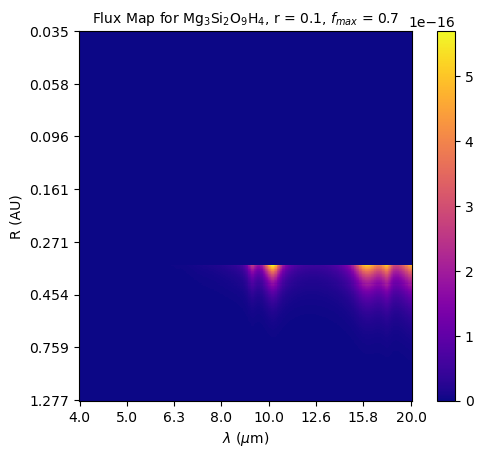 Flux Map for Mg₃Si₂O₉H₄, r = 0.1, fₘₐₓ = 0.7
1e−16
0.035
0.058
0.096
0.161
0.271
0.454
0.759
1.277
R (AU)
4.0 5.0 6.3 8.0 10.0 12.6 15.8 20.0
λ (μm)
5
4
3
2
1
0